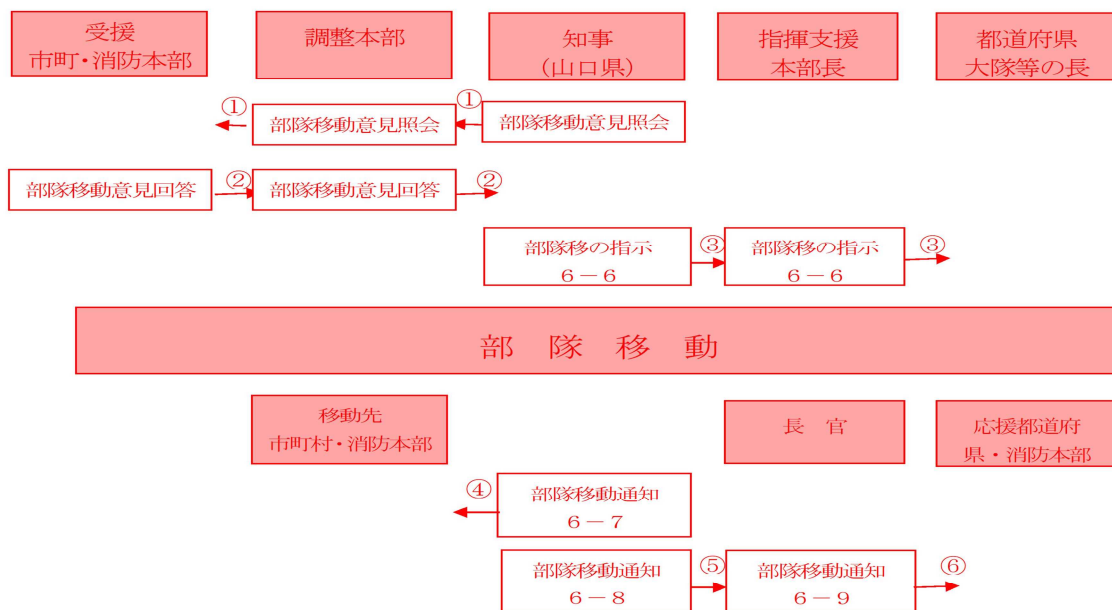 受援
市町・消防本部
調整本部
知事
(山口県)
指揮支援
本部長
都道府県
大隊等の長
①
部隊移動意見照会
①
部隊移動意見照会
部隊移動意見回答
②
部隊移動意見回答
②
部隊移の指示
6-6
③
部隊移の指示
6-6
③
部 隊 移 動
移動先
市町村・消防本部
長 官
応援都道府
県・消防本部
④
部隊移動通知
6-7
部隊移動通知
6-8
⑤
部隊移動通知
6-9
⑥